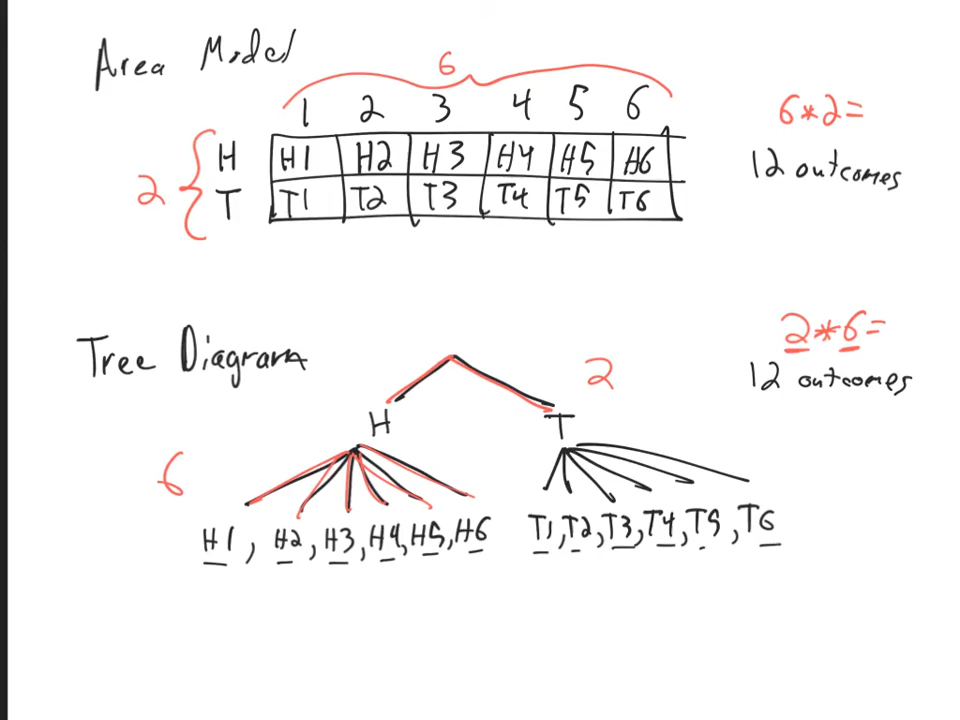 Area Model
6
1 2 3 4 5 6
2 H H1 H2 H3 H4 H5 H6
T T1 T2 T3 T4 T5 T6
6*2=
12 outcomes
Tree Diagram
2
H T
6
H1, H2, H3, H4, H5, H6 T1, T2, T3, T4, T5, T6
2*6=
12 outcomes